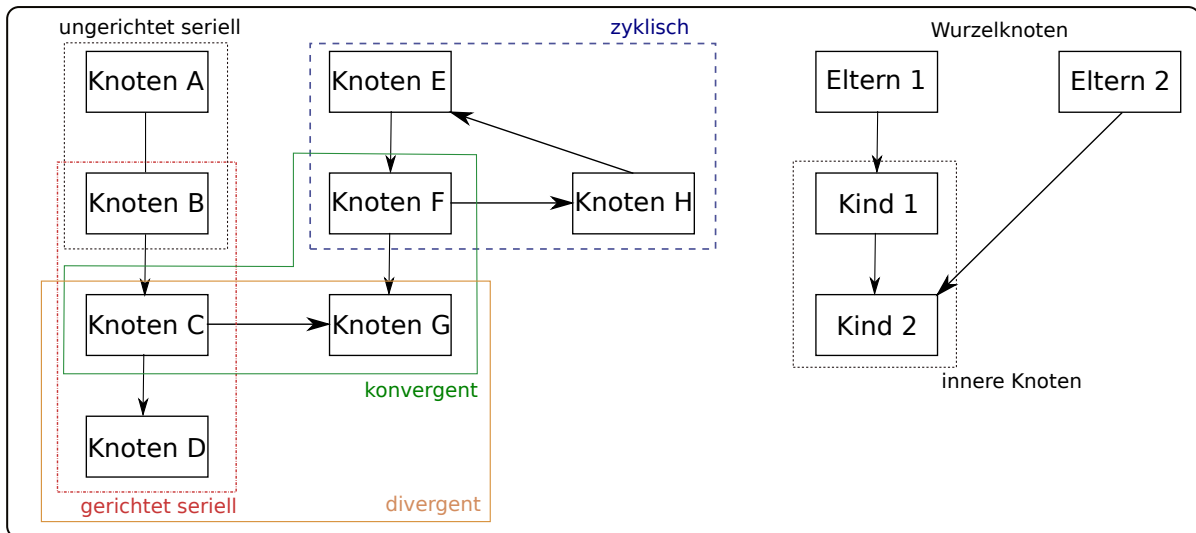 ungerichtet seriell
zyklisch
Wurzelknoten
Knoten A
Knoten E
Eltern 1
Eltern 2
Knoten B
Knoten F
Knoten H
Kind 1
Knoten C
Knoten G
Kind 2
konvergent
innere Knoten
Knoten D
gerichtet seriell
divergent